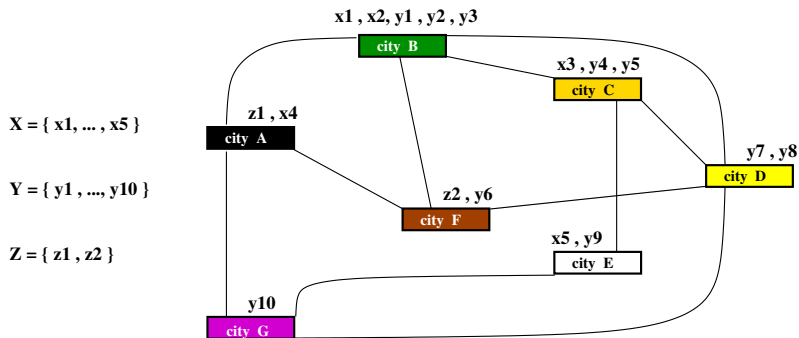 x1 , x2, y1 , y2 , y3
city B
x3 , y4 , y5
city C
z1 , x4
X = { x1, ... , x5 }
city A
y7 , y8
city D
Y = { y1 , ..., y10 }
z2 , y6
city F
x5 , y9
Z = { z1 , z2 }
city E
y10
city G